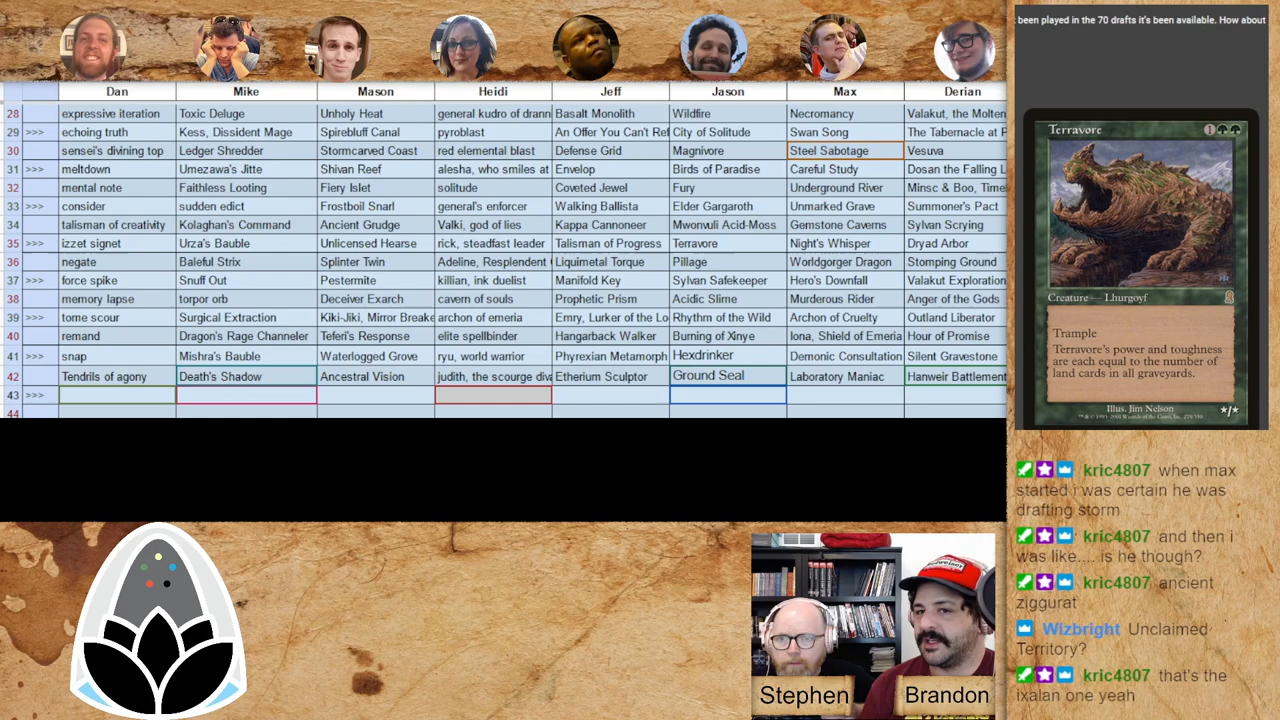 been played in the 70 drafts it's been available. How about
Dan Mike Mason Heidi Jeff Jason Max Derian
28 expressive iteration Toxic Deluge Unholy Heat general kudro of drann Basalt Monolith Wildfire Necromancy Valakut, the Molten
29 >>> echoing truth Kess, Dissident Mage Spirebluff Canal pyroblast An Offer You Can't Ref City of Solitude Swan Song The Tabernacle at P
30 sensei's divining top Ledger Shredder Stormcarved Coast red elemental blast Defense Grid Magnivore Steel Sabotage Vesuva
31 >>> meltdown Umezawa's Jitte Shivan Reef alesha, who smiles at Envelop Birds of Paradise Careful Study Dosan the Falling L
32 mental note Faithless Looting Fiery Islet solitude Coveted Jewel Fury Underground River Minsc & Boo, Time
33 >>> consider sudden edict Frostboil Snarl general's enforcer Walking Ballista Elder Gargaroth Unmarked Grave Summoner's Pact
34 talisman of creativity Kolaghan's Command Ancient Grudge Valki, god of lies Kappa Cannoneer Mwonvuli Acid-Moss Gemstone Caverns Sylvan Scrying
35 >>> izzet signet Urza's Bauble Unlicensed Hearse rick, steadfast leader Talisman of Progress Terravore Night's Whisper Dryad Arbor
36 negate Baleful Strix Splinter Twin Adeline, Resplendent Liquimetal Torque Pillage Worldgorger Dragon Stomping Ground
37 >>> force spike Snuff Out Pestermite killian, ink duelist Manifold Key Sylvan Safekeeper Hero's Downfall Valakut Exploration
38 memory lapse torpor orb Deceiver Exarch cavern of souls Prophetic Prism Acidic Slime Murderous Rider Anger of the Gods
39 >>> tome scour Surgical Extraction Kiki-Jiki, Mirror Breake archon of emeria Emry, Lurker of the Lo Rhythm of the Wild Archon of Cruelty Outland Liberator
40 remand Dragon's Rage Channeler Teferi's Response elite spellbinder Hangarback Walker Burning of Xinye Iona, Shield of Emeria Hour of Promise
41 >>> snap Mishra's Bauble Waterlogged Grove ryu, world warrior Phyrexian Metamorph Hexdrinker Demonic Consultation Silent Gravestone
42 Tendrils of agony Death's Shadow Ancestral Vision judith, the scourge div Etherium Sculptor Ground Seal Laboratory Maniac Hanweir Battlement
43 >>>
44
Terravore 1
Creature — Lhurgoyf
Trample
Terravore's power and toughness
are each equal to the number of
land cards in all graveyards.
Illus. Jim Nelson
*/*
kric4807 when max
started i was certain he was
drafting storm
kric4807 and then i
was like.... is he though?
kric4807 ancient
ziggurat
Wizbright Unclaimed
Territory?
kric4807 that's the
ixalan one yeah
Stephen
Brandon